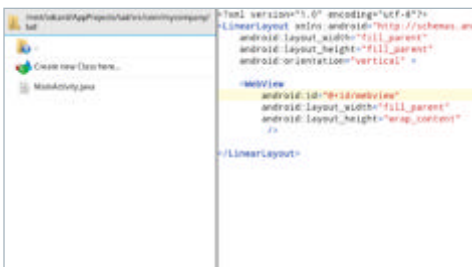 /mnt/sdcard/AppProjects/tad/src/com/mycompany/
tad
..
Create new Class here...
MainActivity.java
<?xml version="1.0" encoding="utf-8"?>
<LinearLayout xmlns:android="http://schemas.an
android:layout_width="fill_parent"
android:layout_height="fill_parent"
android:orientation="vertical" >
<WebView
android:id="@+id/webview"
android:layout_width="fill_parent"
android:layout_height="wrap_content"
/>
</LinearLayout>